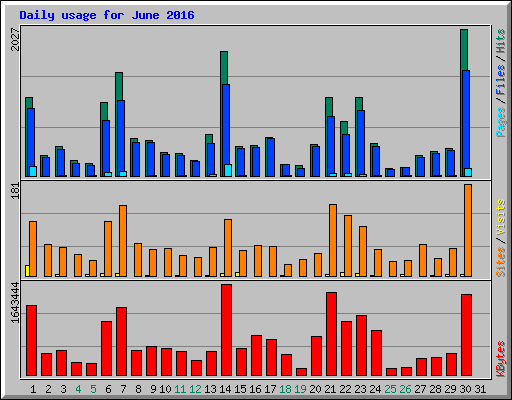 Daily usage for June 2016
2027
Pages / Files / Hits
181
Sites / Visits
1643444
KBytes
1 2 3 4 5 6 7 8 9 10 11 12 13 14 15 16 17 18 19 20 21 22 23 24 25 26 27 28 29 30 31